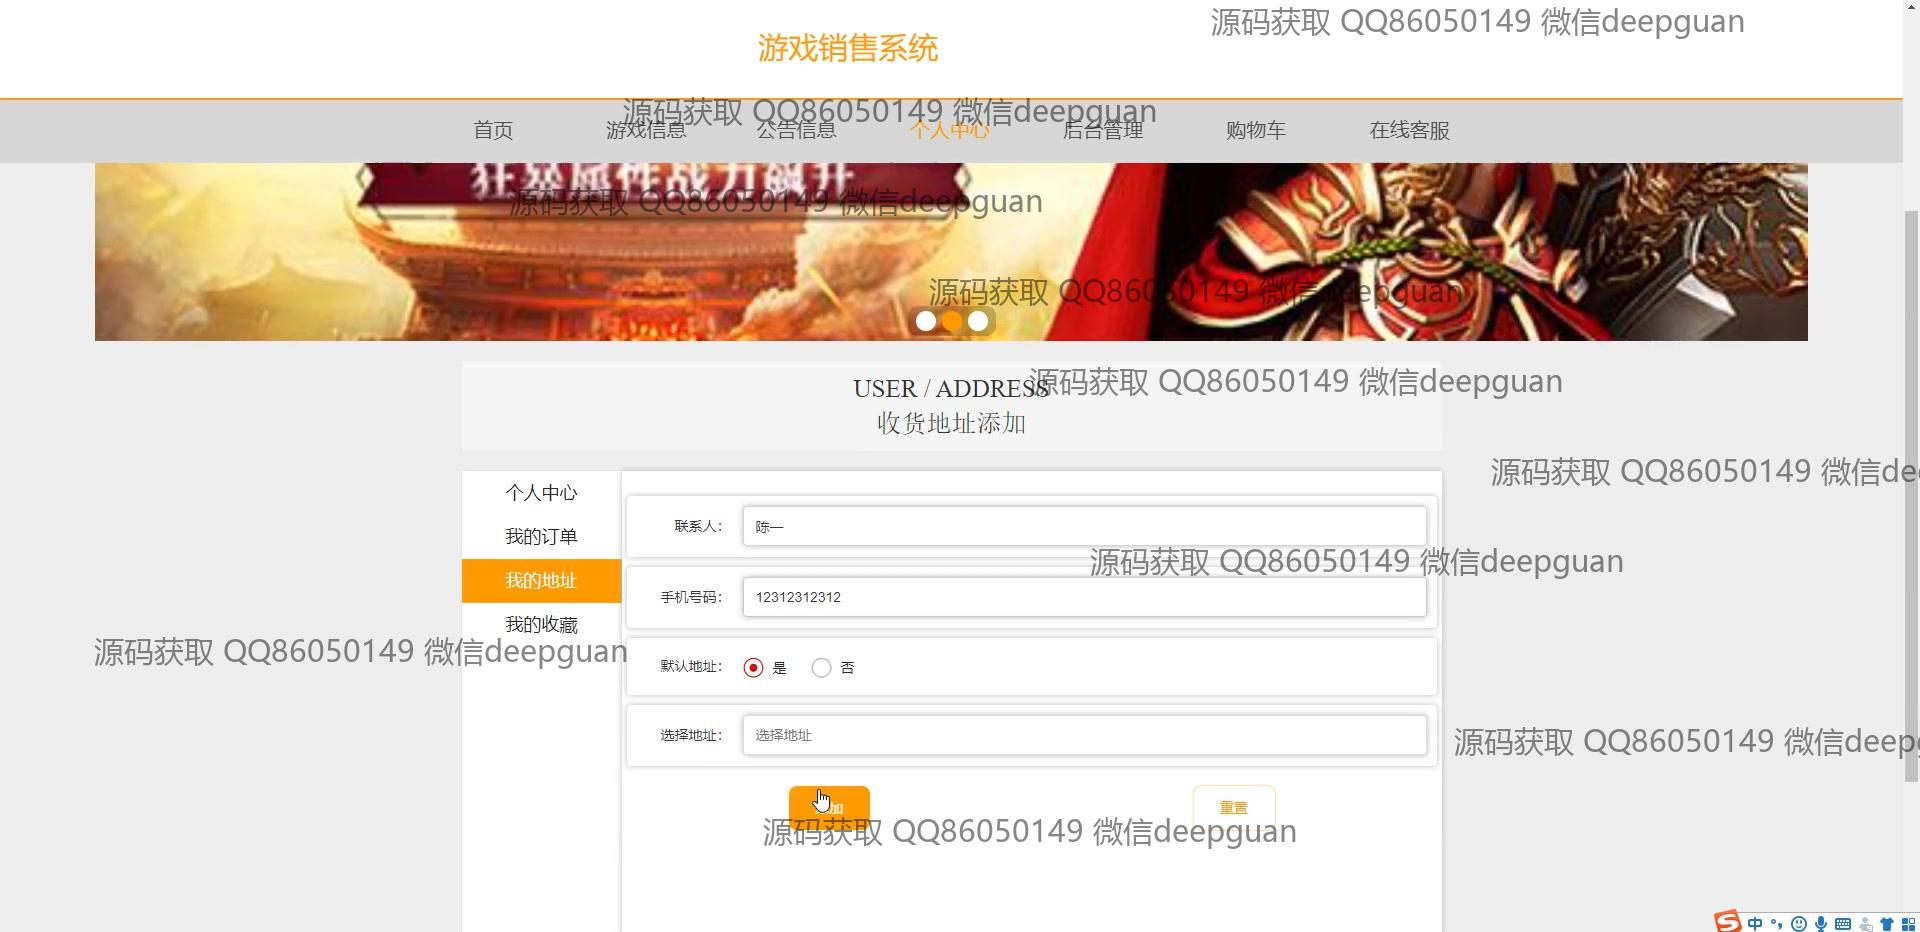 源码获取 QQ86050149 微信deepguan
游戏销售系统
源码获取 QQ86050149 微信deepguan
首页 游戏信息 公告信息 个人中心 后台管理 购物车 在线客服
狂暴属性战力飙升
源码获取 QQ86050149 微信deepguan
源码获取 QQ86050149 微信deepguan
USER / ADDRESS
源码获取 QQ86050149 微信deepguan
收货地址添加
源码获取 QQ86050149 微信dee
个人中心
我的订单
我的地址
我的收藏
联系人: 陈一
源码获取 QQ86050149 微信deepguan
手机号码: 12312312312
源码获取 QQ86050149 微信deepguan
默认地址: 是 否
选择地址: 选择地址
源码获取 QQ86050149 微信deep
重置
源码获取 QQ86050149 微信deepguan
中